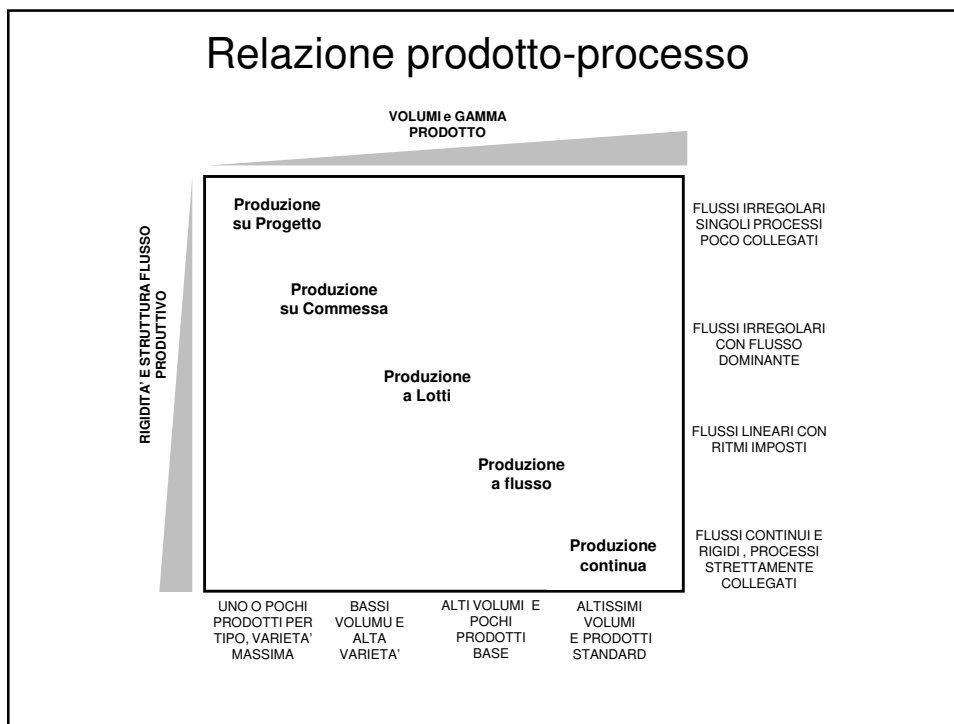 Relazione prodotto-processo
VOLUMI e GAMMA
PRODOTTO
RIGIDITA' E STRUTTURA FLUSSO
PRODUTTIVO
Produzione
su Progetto
Produzione
su Commessa
Produzione
a Lotti
Produzione
a flusso
Produzione
continua
FLUSSI IRREGOLARI
SINGOLI PROCESSI
POCO COLLEGATI
FLUSSI IRREGOLARI
CON FLUSSO
DOMINANTE
FLUSSI LINEARI CON
RITMI IMPOSTI
FLUSSI CONTINUI E
RIGIDI , PROCESSI
STRETTAMENTE
COLLEGATI
UNO O POCHI
PRODOTTI PER
TIPO, VARIETA'
MASSIMA
BASSI
VOLUMU E
ALTA
VARIETA'
ALTI VOLUMI E
POCHI
PRODOTTI
BASE
ALTISSIMI
VOLUMI
E PRODOTTI
STANDARD